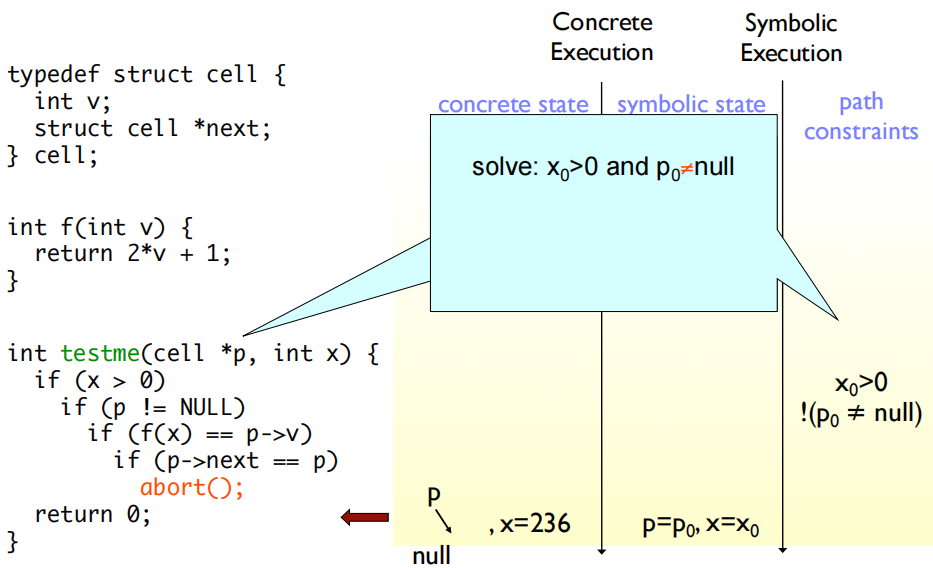 typedef struct cell {
int v;
struct cell *next;
} cell;
int f(int v) {
return 2*v + 1;
}
int testme(cell *p, int x) {
if (x > 0)
if (p != NULL)
if (f(x) == p->v)
if (p->next == p)
abort();
return 0;
}
Concrete
Execution
Symbolic
Execution
concrete state
symbolic state
path
constraints
solve: x₀>0 and p₀≠null
x₀>0
!(p₀ ≠ null)
p
null
, x=236
p=p₀, x=x₀